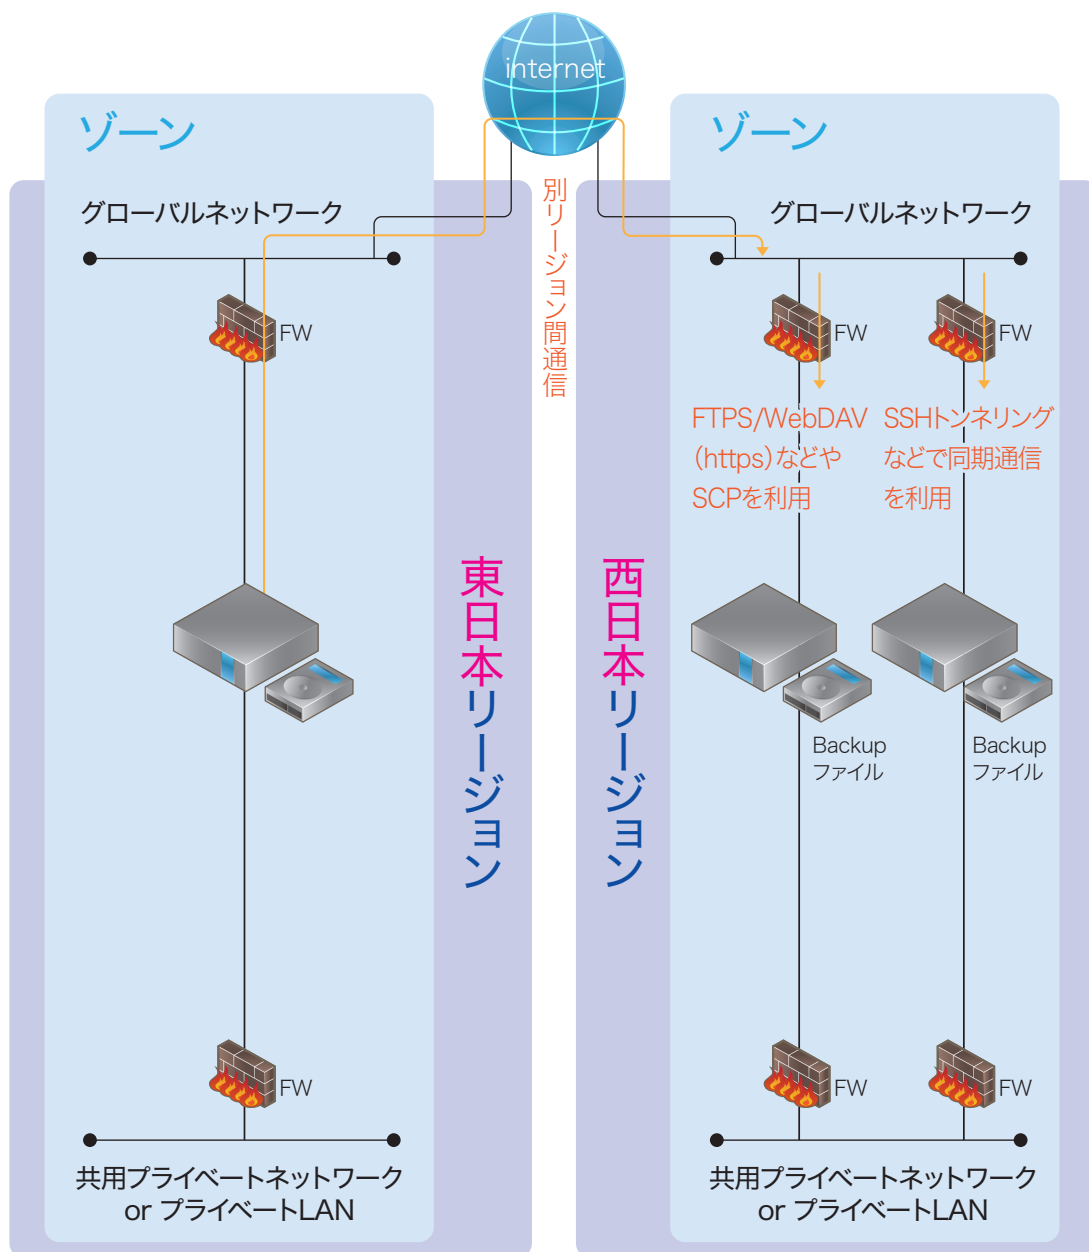 internet
ゾーン
グローバルネットワーク
FW
東日本リージョン
FW
共用プライベートネットワーク
or プライベートLAN
別リージョン間通信
ゾーン
グローバルネットワーク
FW
FW
FTPS/WebDAV
（https）などや
SCPを利用
SSHトンネリング
などで同期通信
を利用
西日本リージョン
Backup
ファイル
Backup
ファイル
FW
FW
共用プライベートネットワーク
or プライベートLAN